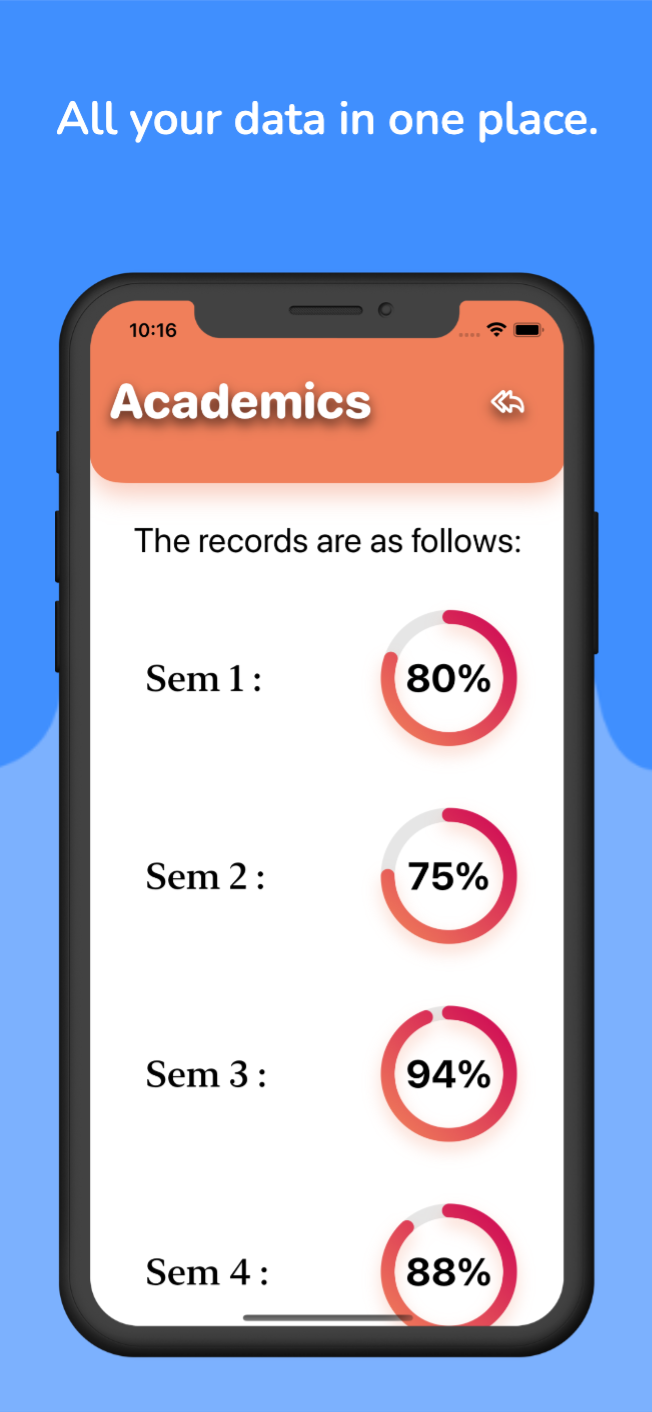 All your data in one place.
10:16
Academics
The records are as follows:
Sem 1 : 80%
Sem 2 : 75%
Sem 3 : 94%
Sem 4 : 88%